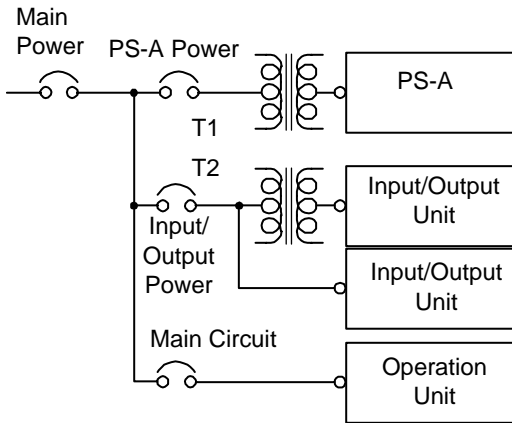 Main
Power
PS-A Power
PS-A
T1
T2
Input/Output
Unit
Input/
Output
Power
Input/Output
Unit
Main Circuit
Operation
Unit